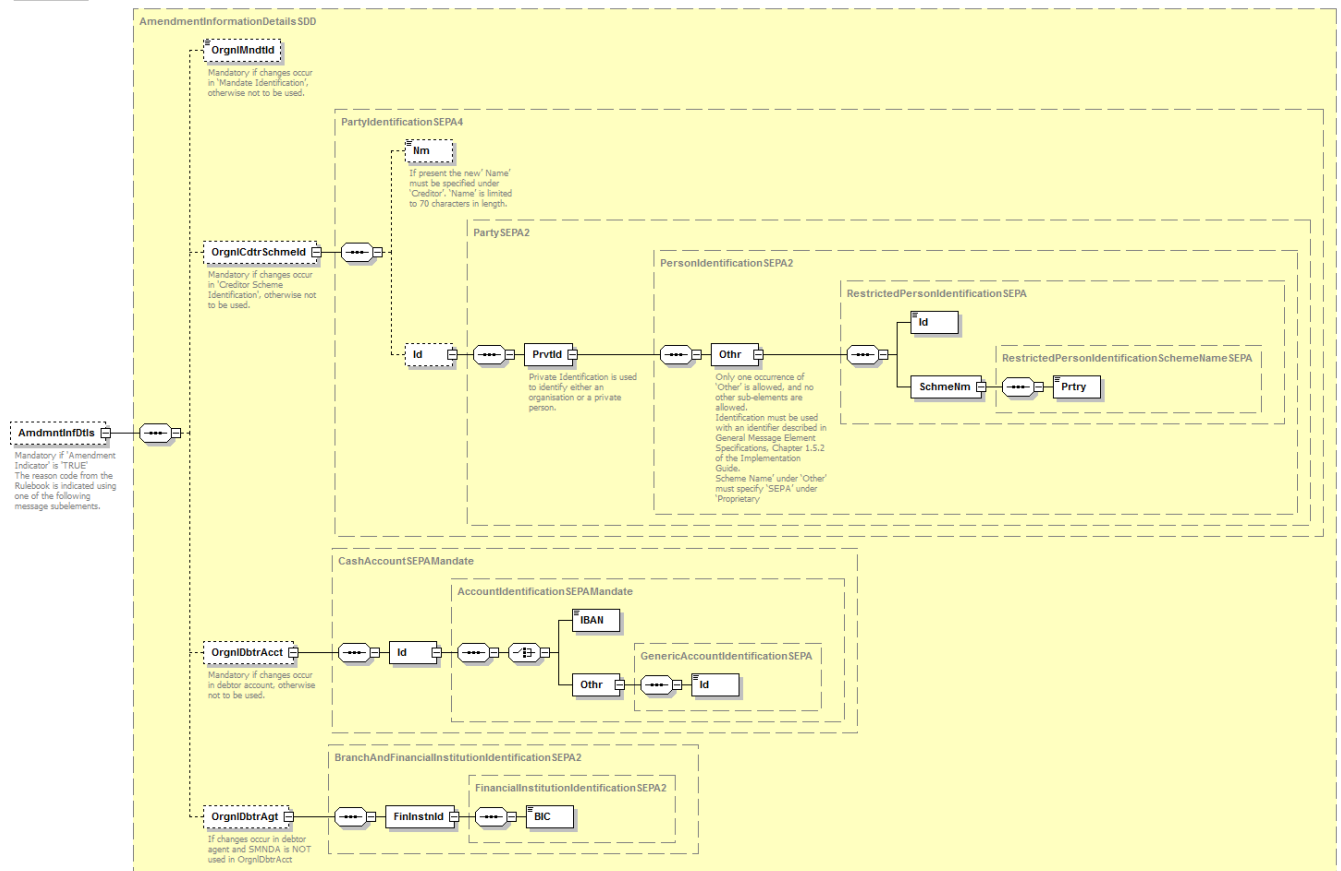 AmendmentInformationDetailsSDD
OrgnlMndtId
Mandatory if changes occur
in 'Mandate Identification',
otherwise not to be used.
PartyIdentificationSEPA4
Nm
If present the new' Name'
must be specified under
'Creditor'. 'Name' is limited
to 70 characters in length.
PartySEPA2
PersonIdentificationSEPA2
RestrictedPersonIdentificationSEPA
Id
RestrictedPersonIdentificationSchemeNameSEPA
SchmeNm
Prtry
OrgnlCdtrSchmeId
Mandatory if changes occur
in 'Creditor Scheme
Identification', otherwise not
to be used.
Id
PrvtId
Private Identification is used
to identify either an
organisation or a private
person.
Othr
Only one occurrence of
'Other' is allowed, and no
other sub-elements are
allowed.
Identification must be used
with an identifier described in
General Message Element
Specifications, Chapter 1.5.2
of the Implementation
Guide.
Scheme Name' under 'Other'
must specify 'SEPA' under
'Proprietary
AmdmntInfDtls
Mandatory if 'Amendment
Indicator' is 'TRUE'
The reason code from the
Rulebook is indicated using
one of the following
message subelements.
CashAccountSEPAMandate
AccountIdentificationSEPAMandate
IBAN
GenericAccountIdentificationSEPA
OrgnlDbtrAcct
Mandatory if changes occur
in debtor account, otherwise
not to be used.
Id
Othr
Id
BranchAndFinancialInstitutionIdentificationSEPA2
FinancialInstitutionIdentificationSEPA2
OrgnlDbtrAgt
If changes occur in debtor
agent and SMNDA is NOT
used in OrgnlDbtrAcct
FinInstnId
BIC